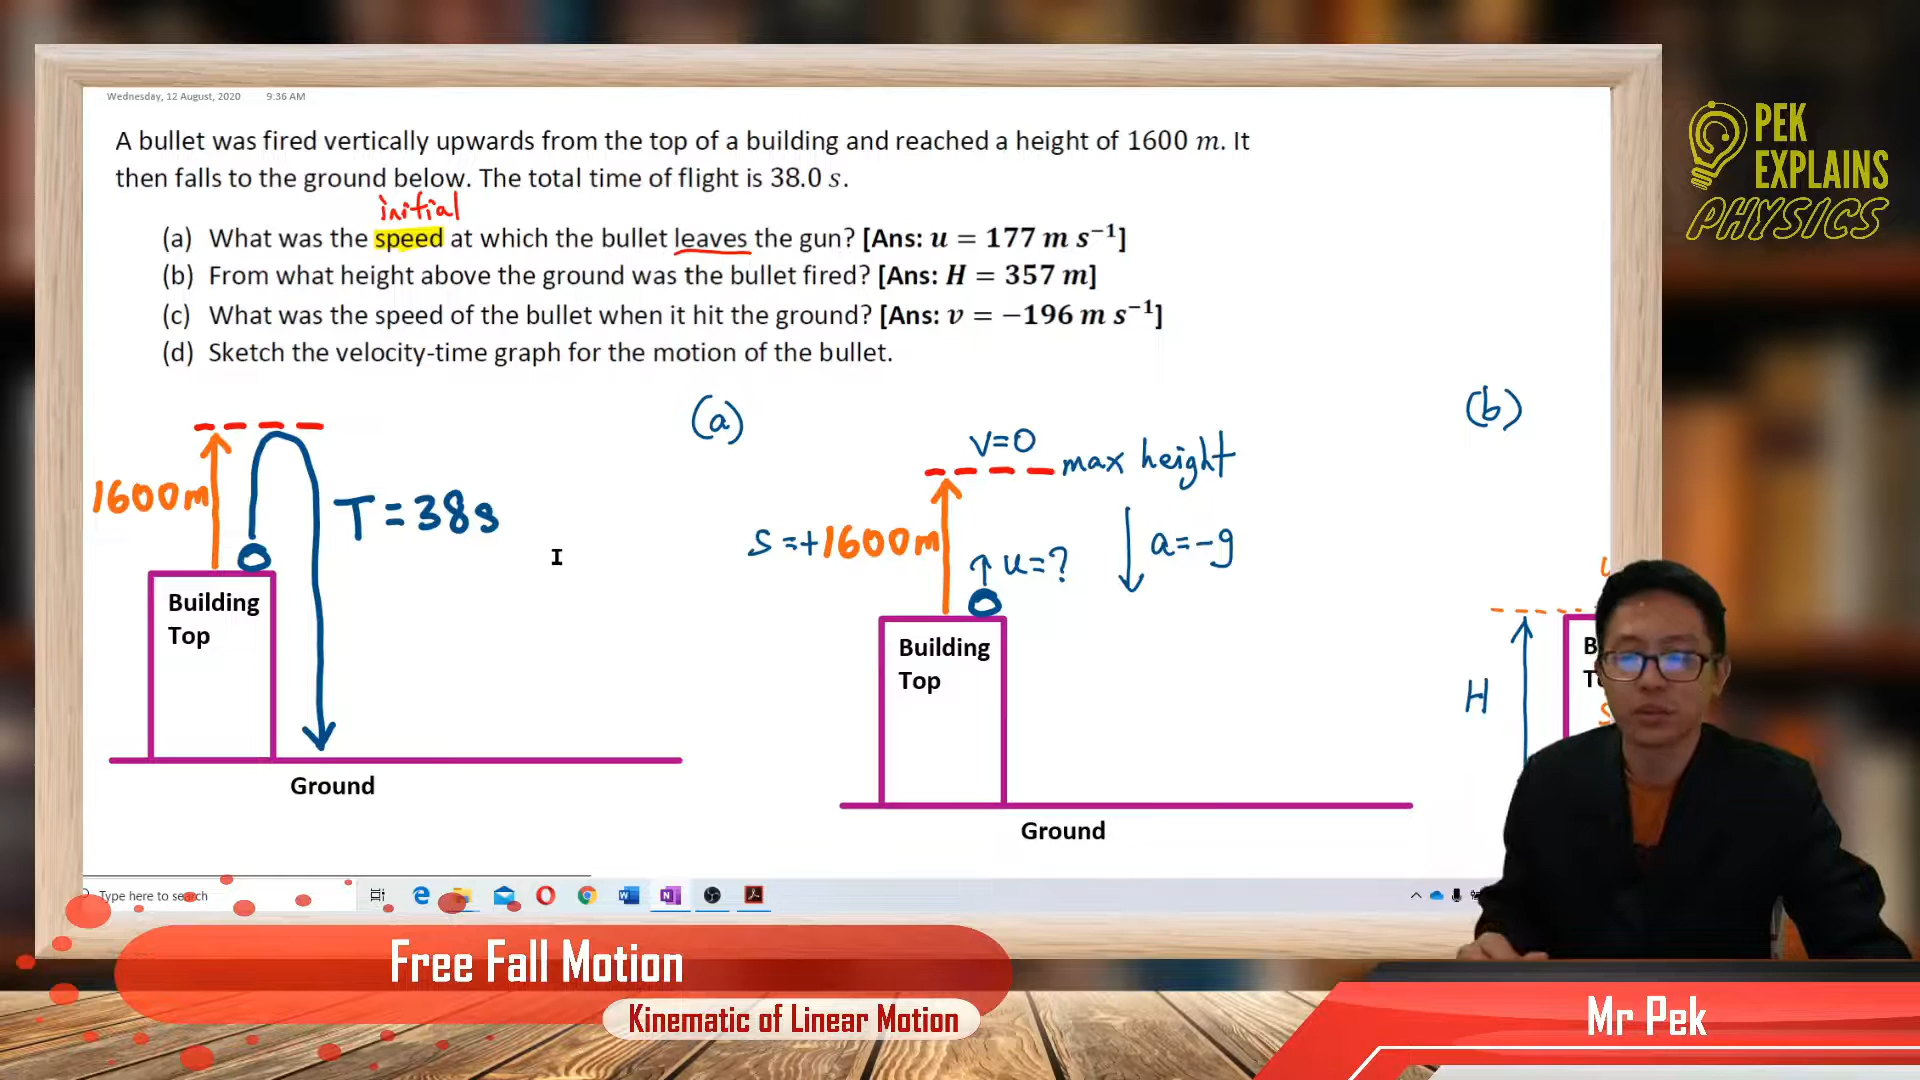 Wednesday, 12 August, 2020 9:36 AM
A bullet was fired vertically upwards from the top of a building and reached a height of 1600 m. It
then falls to the ground below. The total time of flight is 38.0 s.
initial
(a) What was the speed at which the bullet leaves the gun? [Ans: u = 177 m s⁻¹]
(b) From what height above the ground was the bullet fired? [Ans: H = 357 m]
(c) What was the speed of the bullet when it hit the ground? [Ans: v = −196 m s⁻¹]
(d) Sketch the velocity-time graph for the motion of the bullet.
1600m
T = 38s
Building
Top
Ground
(a)
v=0
max height
s=+1600m
u=?
a=-g
Building
Top
Ground
(b)
H
PEK
EXPLAINS
PHYSICS
Type here to search
Free Fall Motion
Kinematic of Linear Motion
Mr Pek